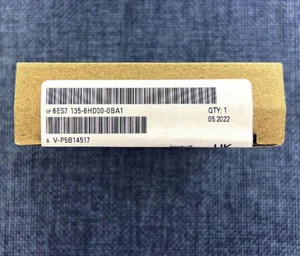 1P 6ES7 135-6HD00-0BA1
QTY: 1
05.2022
S V-P5B14517